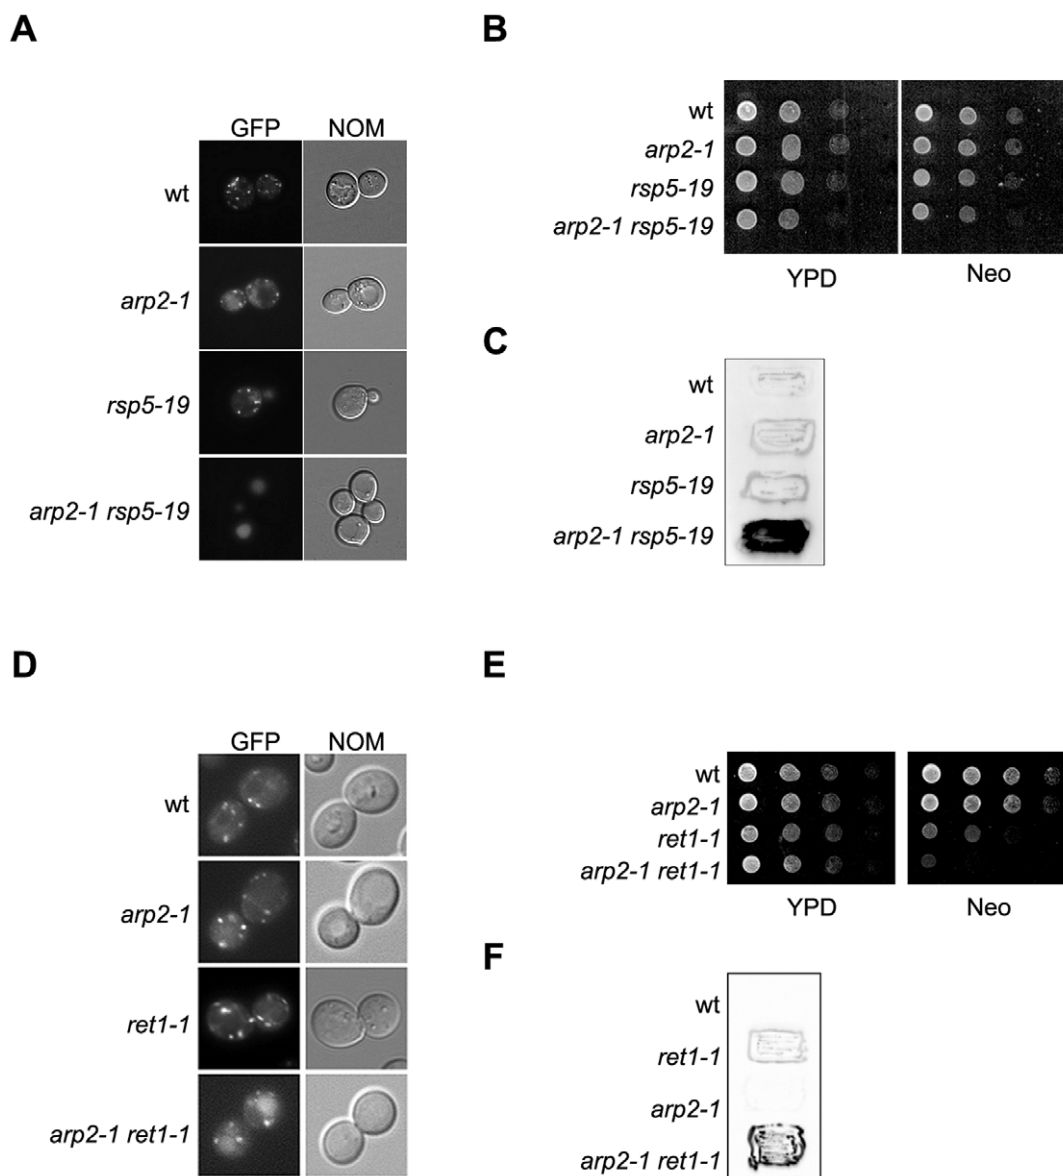 A
GFP NOM
wt
arp2-1
rsp5-19
arp2-1 rsp5-19
B
wt
arp2-1
rsp5-19
arp2-1 rsp5-19
YPD Neo
C
wt
arp2-1
rsp5-19
arp2-1 rsp5-19
D
GFP NOM
wt
arp2-1
ret1-1
arp2-1 ret1-1
E
wt
arp2-1
ret1-1
arp2-1 ret1-1
YPD Neo
F
wt
ret1-1
arp2-1
arp2-1 ret1-1